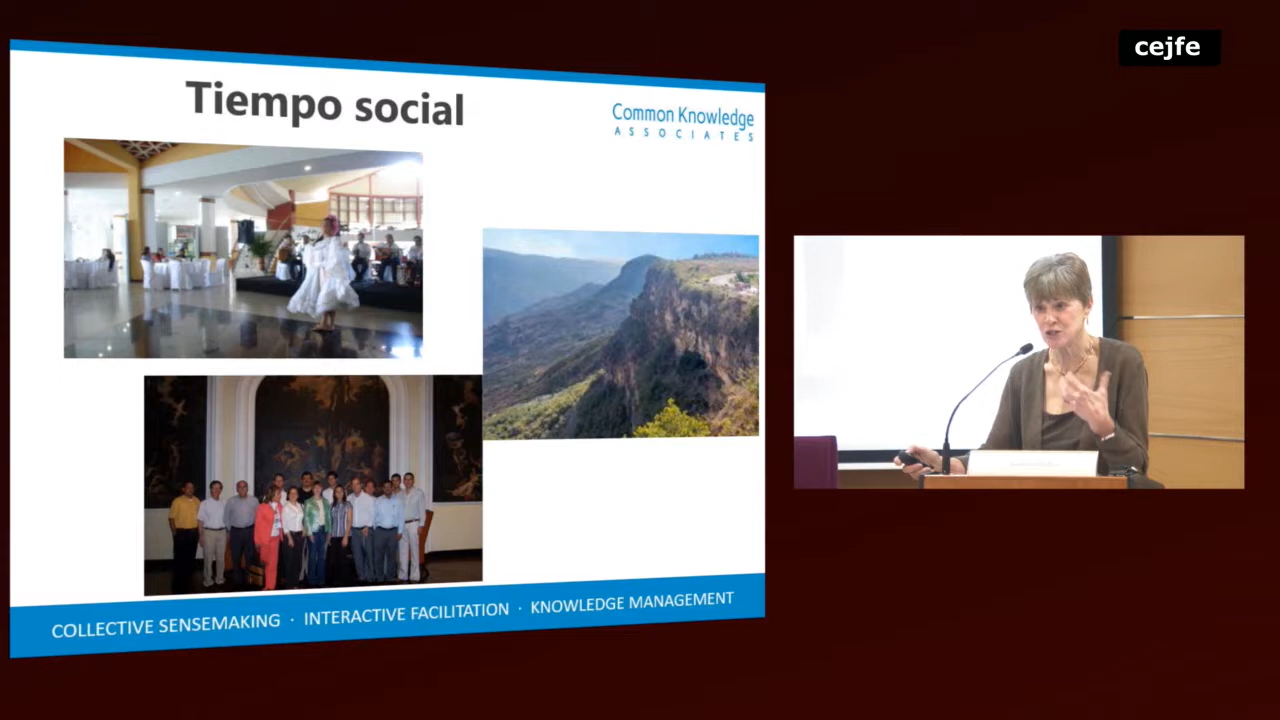 cejfe
Tiempo social
Common Knowledge
ASSOCIATES
COLLECTIVE SENSEMAKING · INTERACTIVE FACILITATION · KNOWLEDGE MANAGEMENT